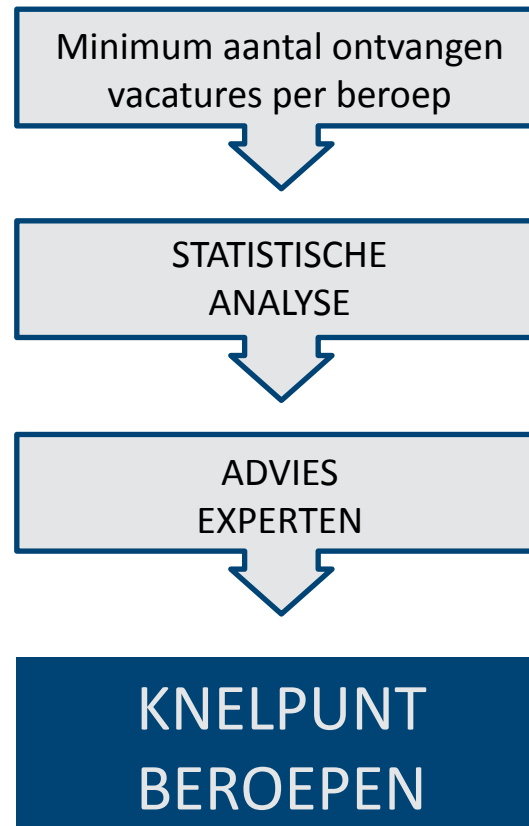 Minimum aantal ontvangen
vacatures per beroep
STATISTISCHE
ANALYSE
ADVIES
EXPERTEN
KNELPUNT
BEROEPEN